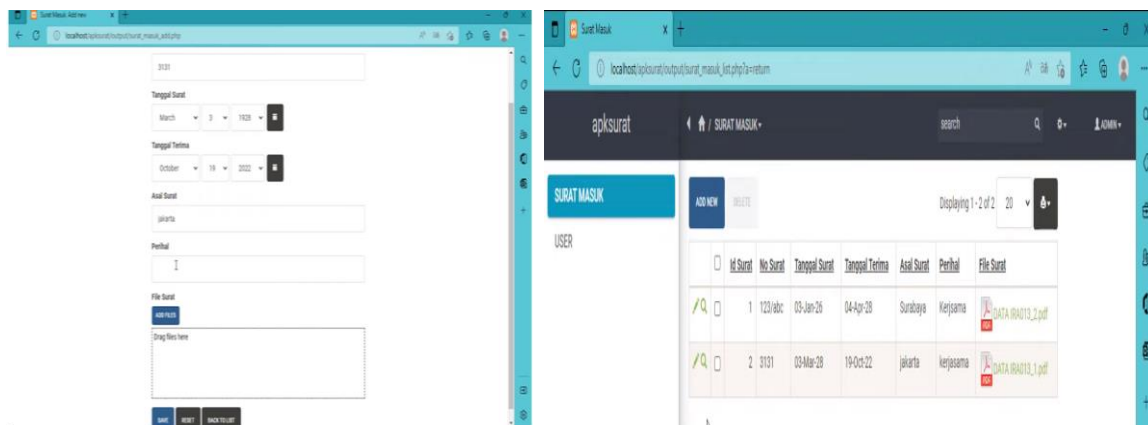 Surat Masuk, Add new
localhost/apksurat/output/surat_masuk_add.php
3131
Tanggal Surat
March 3 1928
Tanggal Terima
October 19 2022
Asal Surat
jakarta
Perihal
File Surat
ADD FILES
Drag files here
SAVE RESET BACK TO LIST
Surat Masuk
localhost/apksurat/output/surat_masuk_list.php?a=return
apksurat / SURAT MASUK search ADMIN
SURAT MASUK
USER
ADD NEW DELETE Displaying 1 - 2 of 2 20
Id Surat No Surat Tanggal Surat Tanggal Terima Asal Surat Perihal File Surat
1 123/abc 03-Jan-26 04-Apr-28 Surabaya Kerjsama PDF DATA IRA013_2.pdf
2 3131 03-Mar-28 19-Oct-22 jakarta kerjasama PDF DATA IRA013_1.pdf